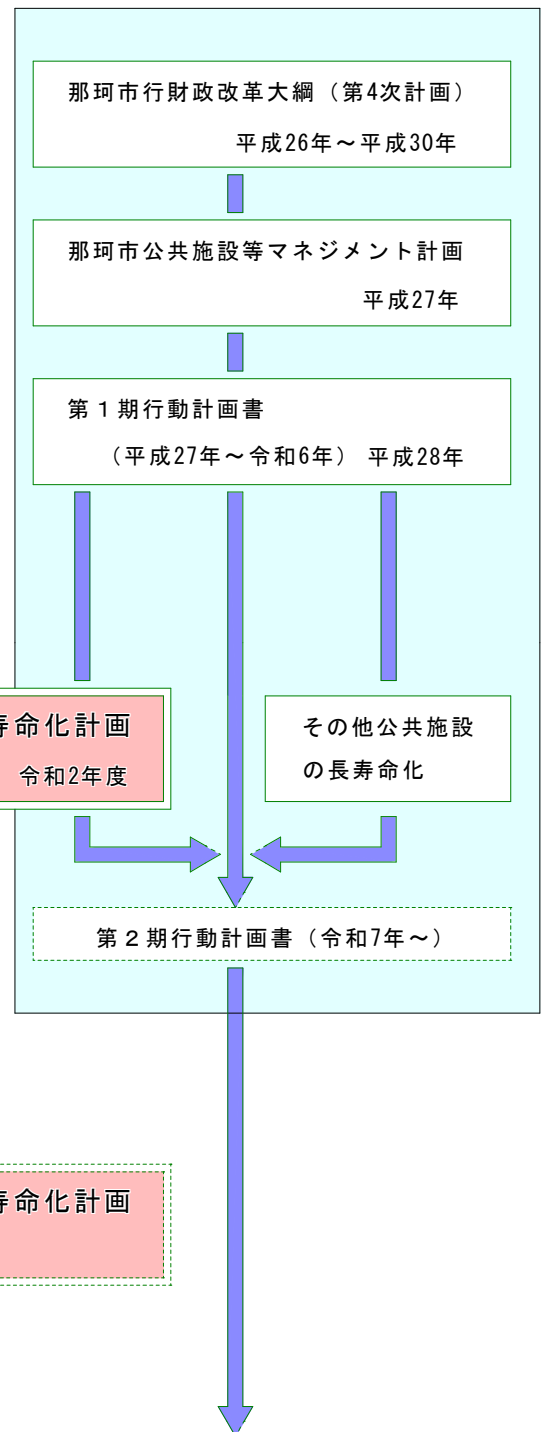 那珂市行財政改革大綱（第4次計画）
平成26年～平成30年
那珂市公共施設等マネジメント計画
平成27年
第１期行動計画書
（平成27年～令和6年） 平成28年
寿命化計画
令和2年度
その他公共施設
の長寿命化
第２期行動計画書（令和7年～）
寿命化計画